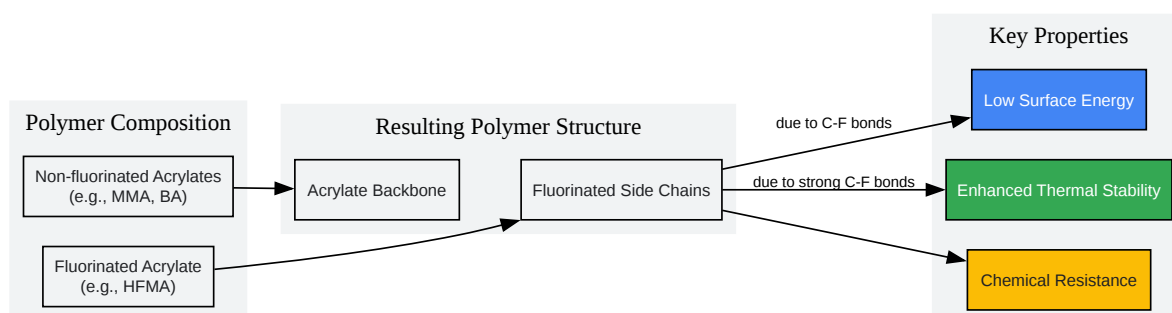 Polymer Composition
Non-fluorinated Acrylates
(e.g., MMA, BA)
Fluorinated Acrylate
(e.g., HFMA)
Resulting Polymer Structure
Acrylate Backbone
Fluorinated Side Chains
due to C-F bonds
due to strong C-F bonds
Key Properties
Low Surface Energy
Enhanced Thermal Stability
Chemical Resistance